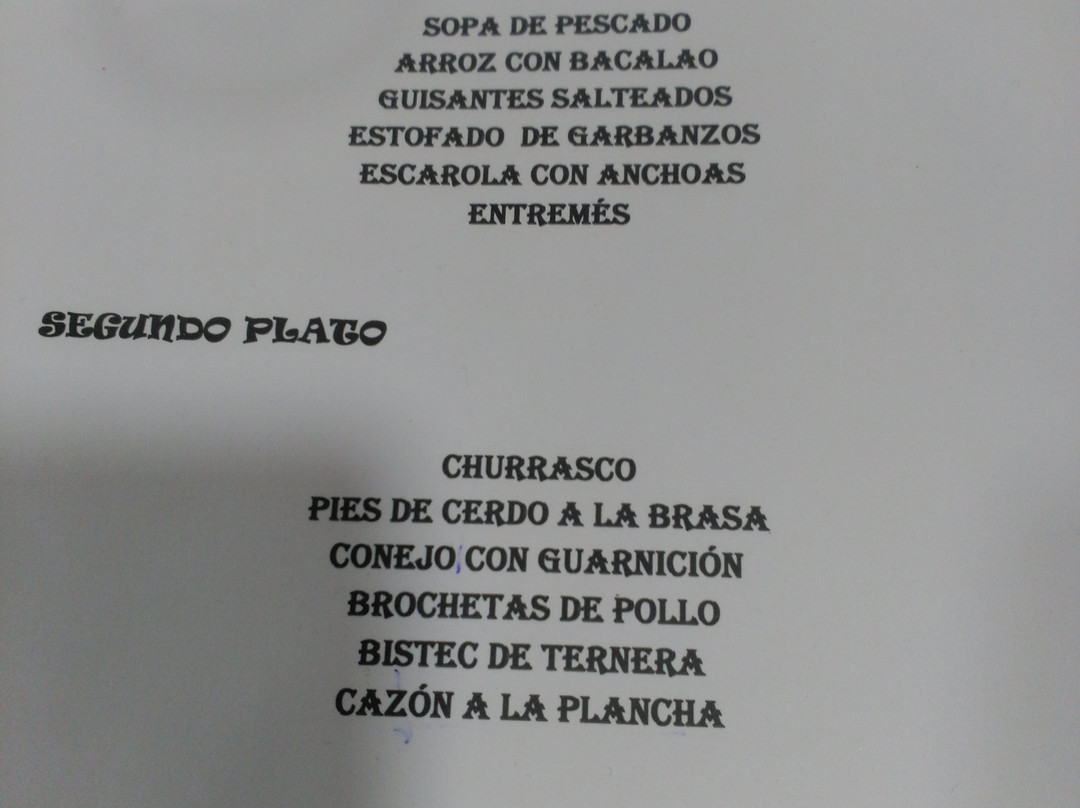 SOPA DE PESCADO
ARROZ CON BACALAO
GUISANTES SALTEADOS
ESTOFADO DE GARBANZOS
ESCAROLA CON ANCHOAS
ENTREMÉS
SEGUNDO PLATO
CHURRASCO
PIES DE CERDO A LA BRASA
CONEJO CON GUARNICIÓN
BROCHETAS DE POLLO
BISTEC DE TERNERA
CAZÓN A LA PLANCHA